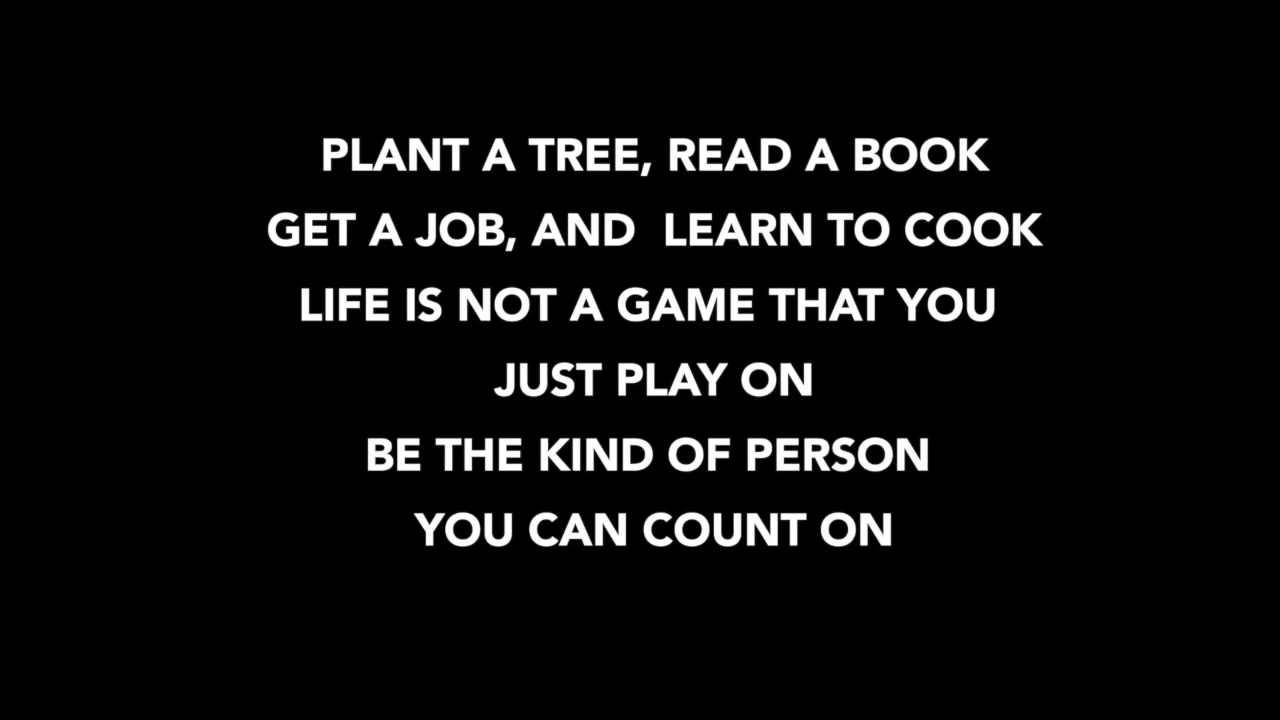 PLANT A TREE, READ A BOOK
GET A JOB, AND  LEARN TO COOK
LIFE IS NOT A GAME THAT YOU
JUST PLAY ON
BE THE KIND OF PERSON
YOU CAN COUNT ON